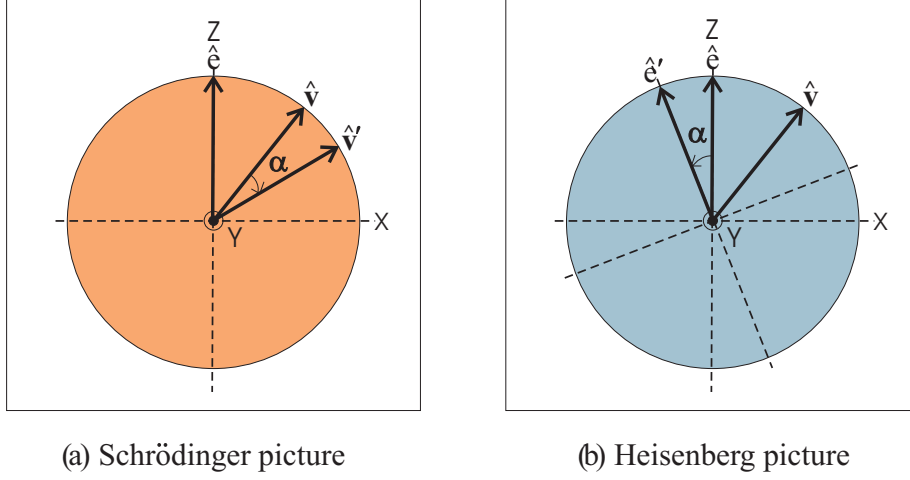 Z
ê
v̂
v̂′
α
X
Y
(a) Schrödinger picture
Z
ê′
ê
v̂
α
X
Y
(b) Heisenberg picture